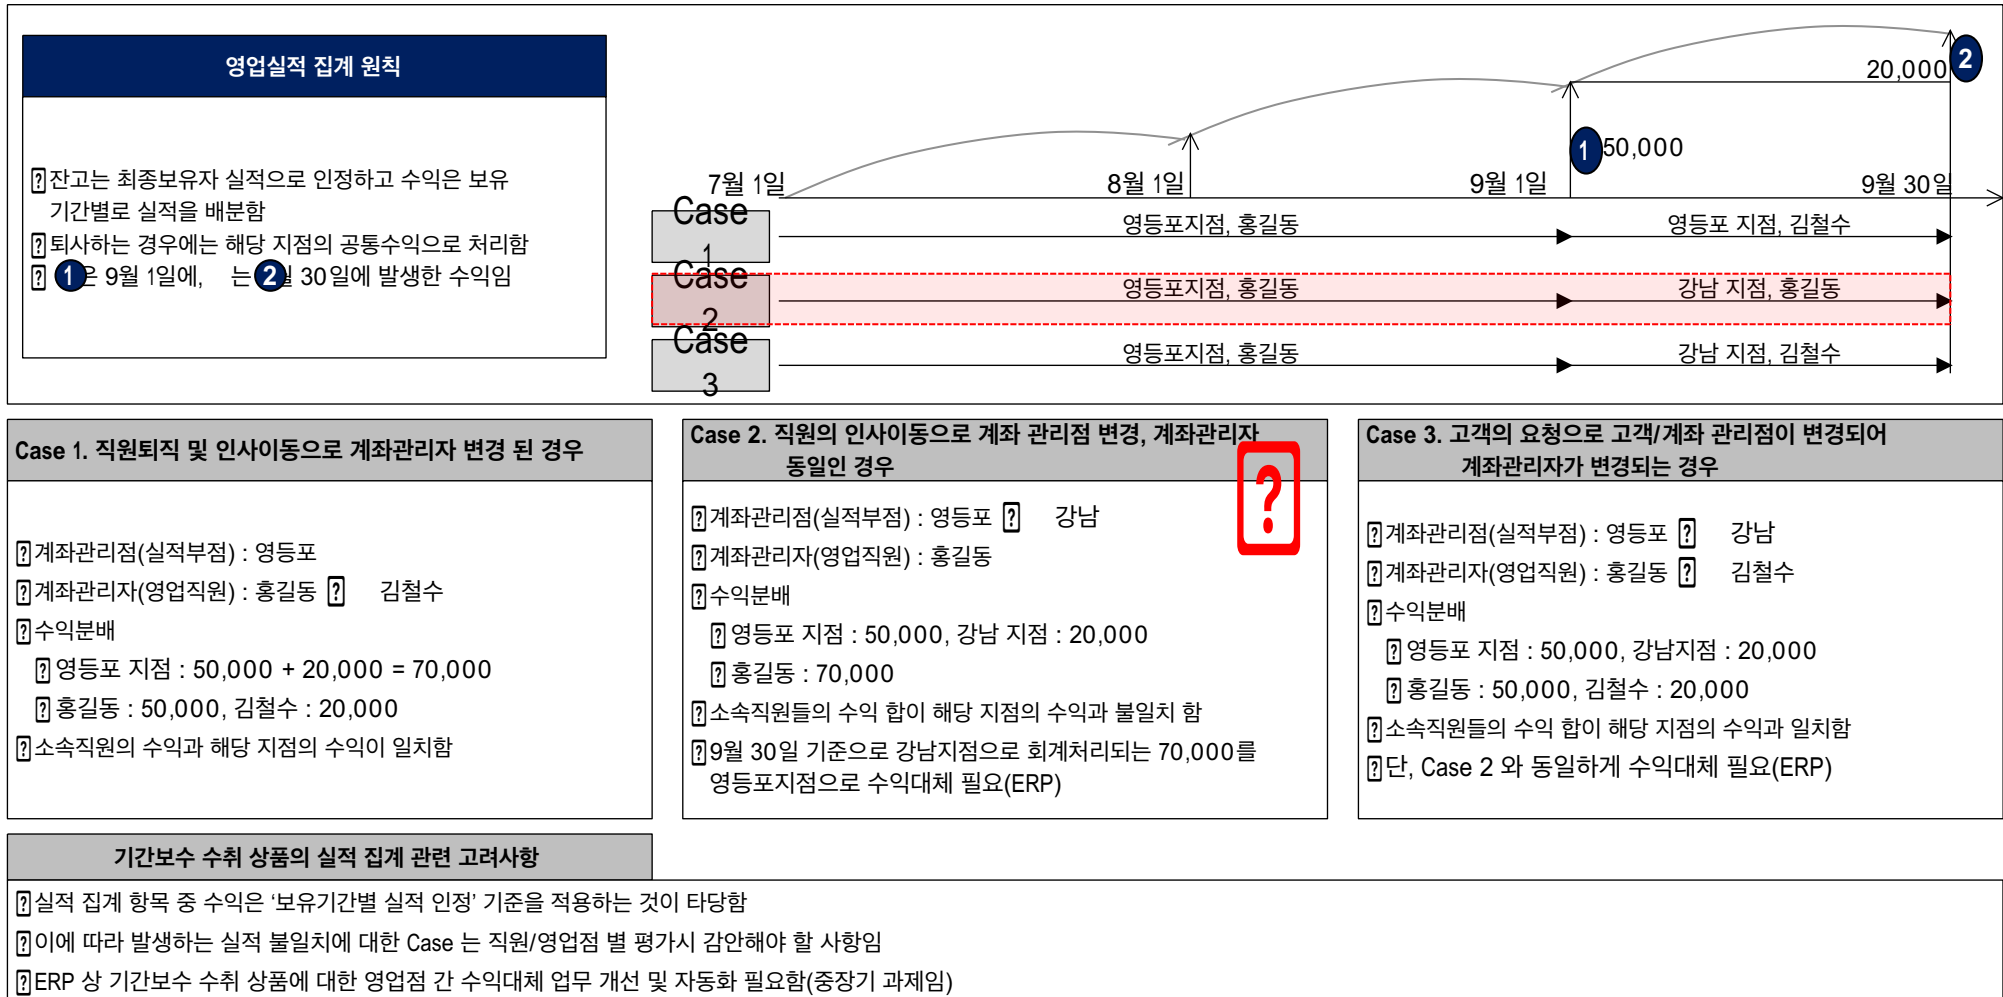 영업실적 집계 원칙
잔고는 최종보유자 실적으로 인정하고 수익은 보유
기간별로 실적을 배분함
퇴사하는 경우에는 해당 지점의 공통수익으로 처리함
1은 9월 1일에, 는 2 30일에 발생한 수익임
20,000 2
1 50,000
7월 1일 8월 1일 9월 1일 9월 30일
Case 1
영등포지점, 홍길동 영등포 지점, 김철수
Case 2
영등포지점, 홍길동 강남 지점, 홍길동
Case 3
영등포지점, 홍길동 강남 지점, 김철수
Case 1. 직원퇴직 및 인사이동으로 계좌관리자 변경 된 경우
계좌관리점(실적부점) : 영등포
계좌관리자(영업직원) : 홍길동 ? 김철수
수익분배
영등포 지점 : 50,000 + 20,000 = 70,000
홍길동 : 50,000, 김철수 : 20,000
소속직원의 수익과 해당 지점의 수익이 일치함
Case 2. 직원의 인사이동으로 계좌 관리점 변경, 계좌관리자
동일인 경우
?
계좌관리점(실적부점) : 영등포 ? 강남
계좌관리자(영업직원) : 홍길동
수익분배
영등포 지점 : 50,000, 강남 지점 : 20,000
홍길동 : 70,000
소속직원들의 수익 합이 해당 지점의 수익과 불일치 함
9월 30일 기준으로 강남지점으로 회계처리되는 70,000를
영등포지점으로 수익대체 필요(ERP)
Case 3. 고객의 요청으로 고객/계좌 관리점이 변경되어
계좌관리자가 변경되는 경우
계좌관리점(실적부점) : 영등포 ? 강남
계좌관리자(영업직원) : 홍길동 ? 김철수
수익분배
영등포 지점 : 50,000, 강남지점 : 20,000
홍길동 : 50,000, 김철수 : 20,000
소속직원들의 수익 합이 해당 지점의 수익과 일치함
단, Case 2 와 동일하게 수익대체 필요(ERP)
기간보수 수취 상품의 실적 집계 관련 고려사항
실적 집계 항목 중 수익은 ‘보유기간별 실적 인정’ 기준을 적용하는 것이 타당함
이에 따라 발생하는 실적 불일치에 대한 Case 는 직원/영업점 별 평가시 감안해야 할 사항임
ERP 상 기간보수 수취 상품에 대한 영업점 간 수익대체 업무 개선 및 자동화 필요함(중장기 과제임)